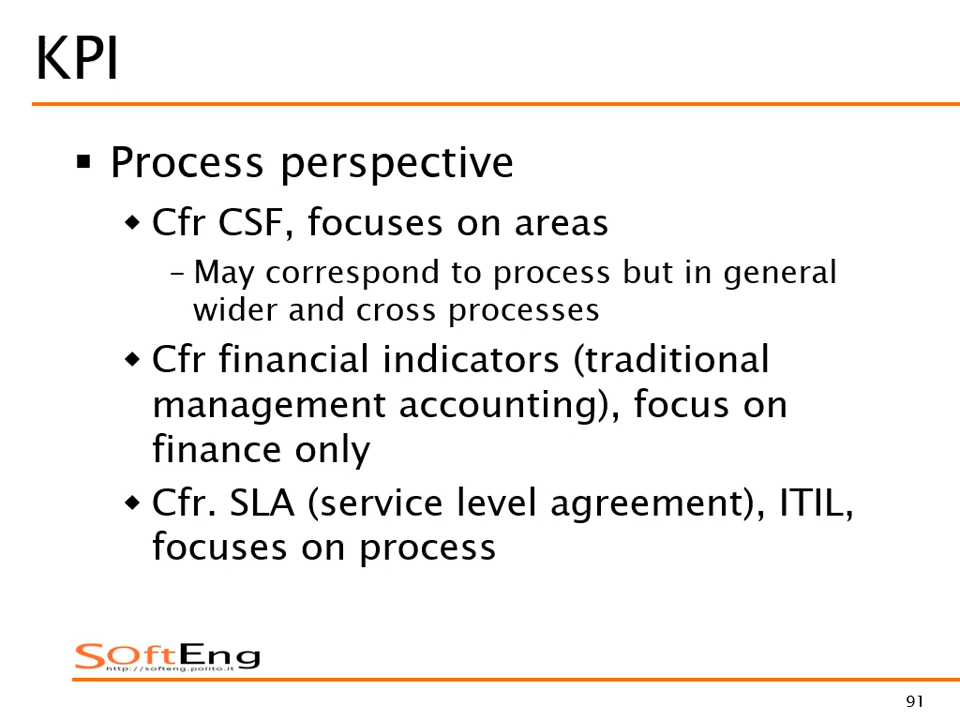 KPI
▪ Process perspective
◆ Cfr CSF, focuses on areas
– May correspond to process but in general
wider and cross processes
◆ Cfr financial indicators (traditional
management accounting), focus on
finance only
◆ Cfr. SLA (service level agreement), ITIL,
focuses on process
SOftEng
http://softeng.polito.it
91